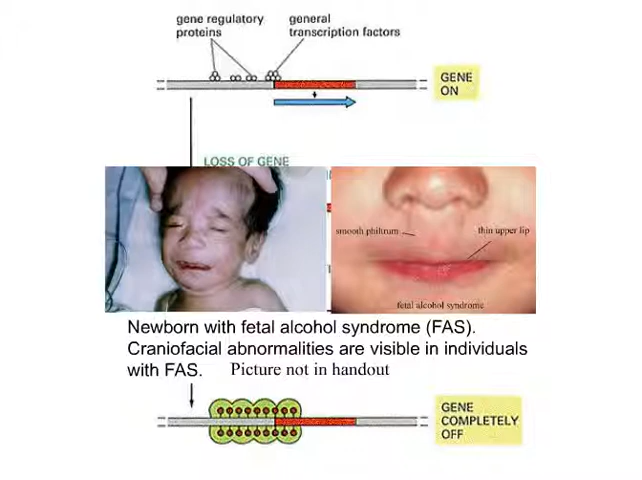 gene regulatory
proteins
general
transcription factors
GENE
ON
LOSS OF GENE
smooth philtrum
thin upper lip
fetal alcohol syndrome
Newborn with fetal alcohol syndrome (FAS).
Craniofacial abnormalities are visible in individuals
with FAS. Picture not in handout
GENE
COMPLETELY
OFF